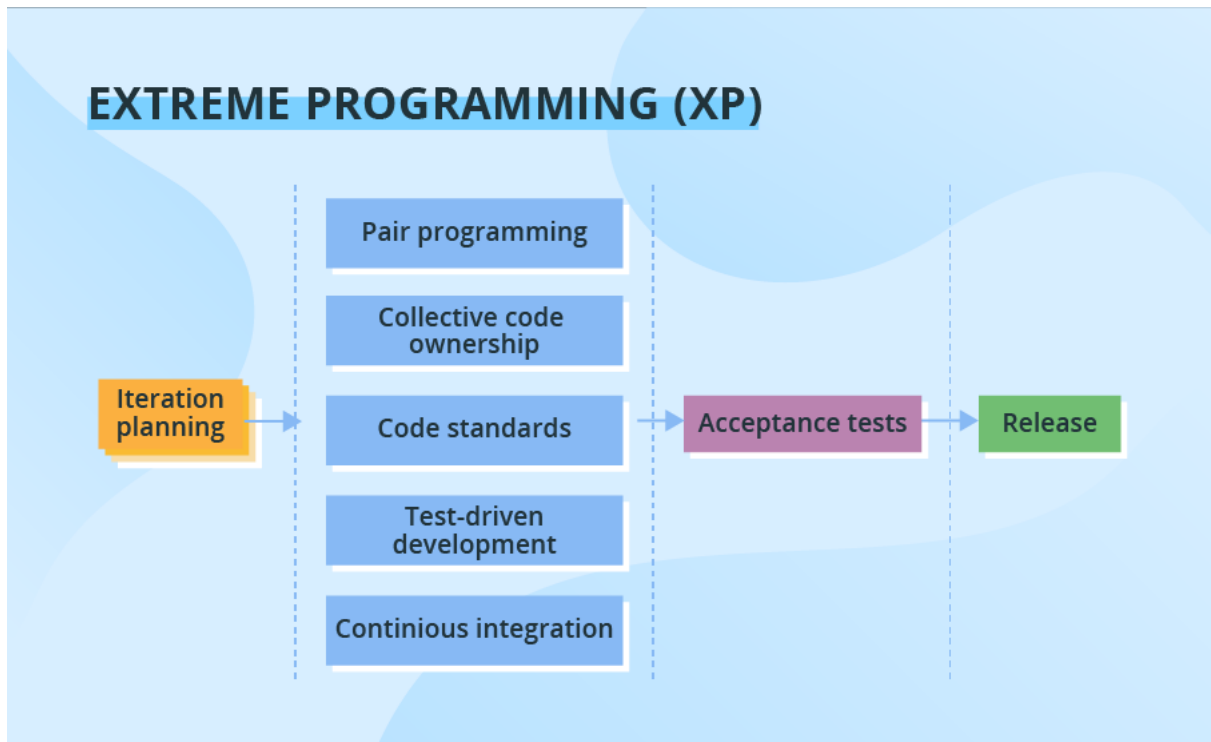 EXTREME PROGRAMMING (XP)
Iteration
planning
Pair programming
Collective code
ownership
Code standards
Test-driven
development
Continious integration
Acceptance tests
Release